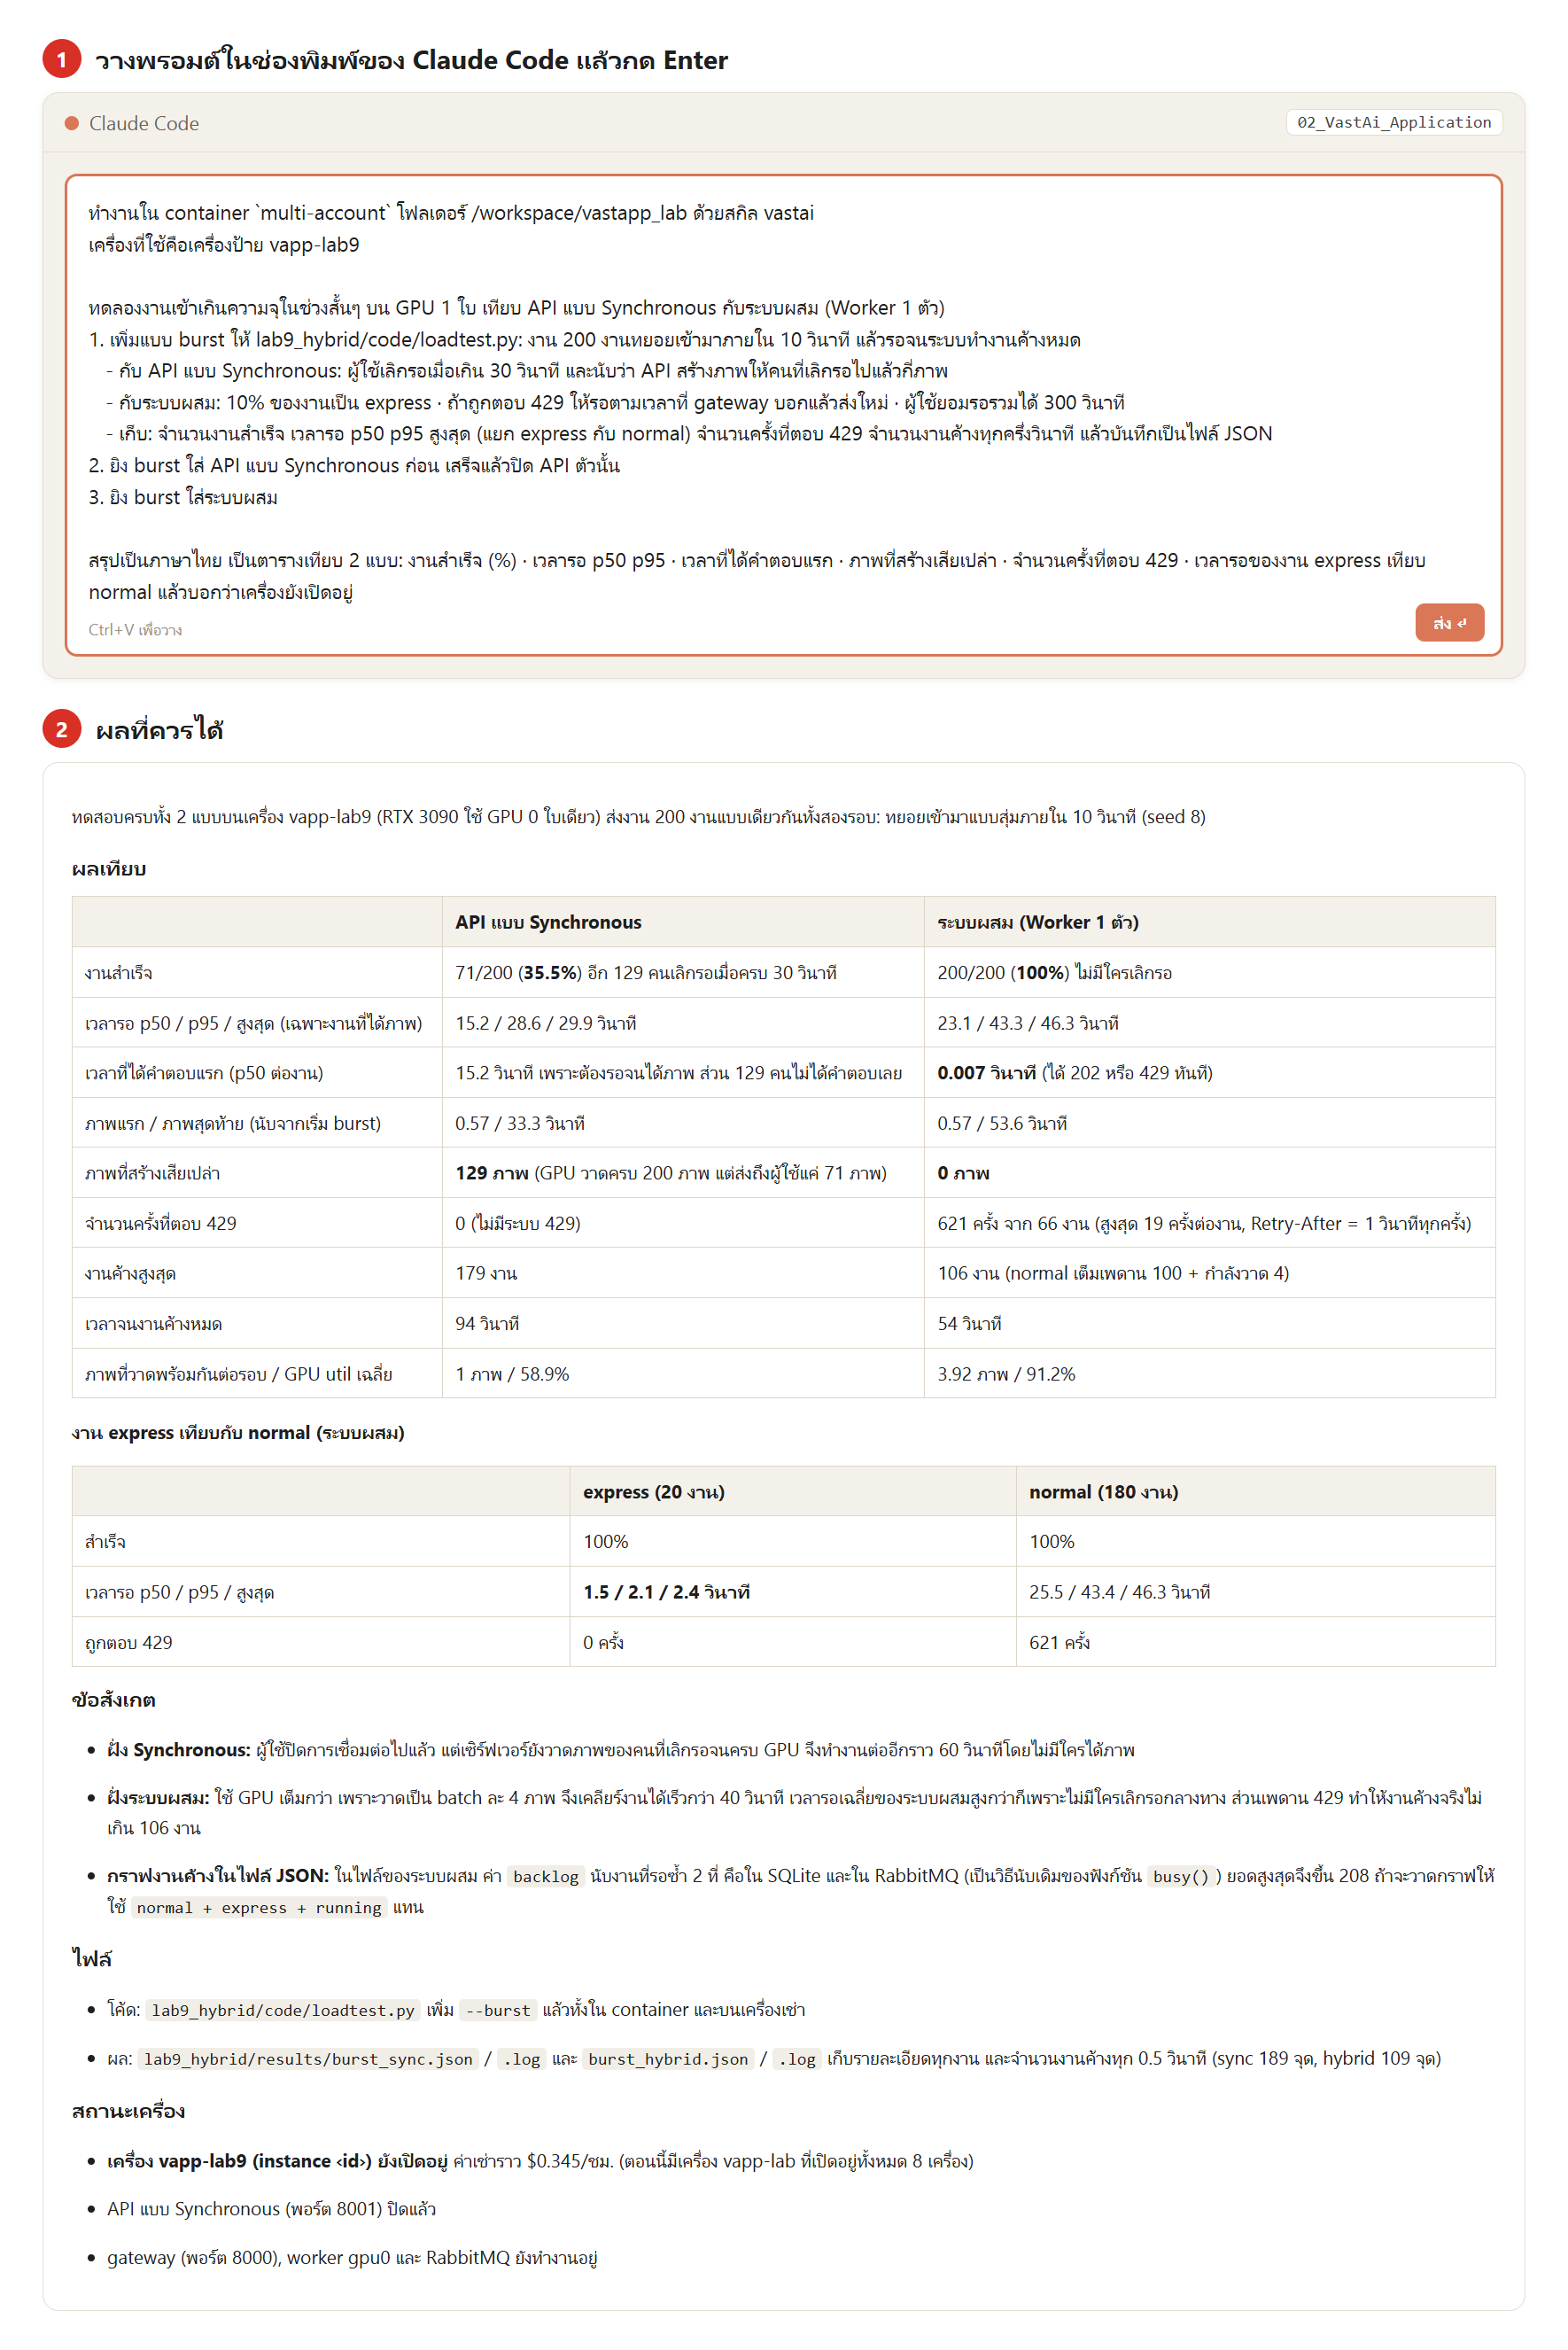 1 วางพรอมต์ในช่องพิมพ์ของ Claude Code แล้วกด Enter
Claude Code
02_VastAi_Application
ทำงานใน container `multi-account` โฟลเดอร์ /workspace/vastapp_lab ด้วยสกิล vastai
เครื่องที่ใช้คือเครื่องป้าย vapp-lab9
ทดลองงานเข้าเกินความจุในช่วงสั้นๆ บน GPU 1 ใบ เทียบ API แบบ Synchronous กับระบบผสม (Worker 1 ตัว)
1. เพิ่มแบบ burst ให้ lab9_hybrid/code/loadtest.py: งาน 200 งานทยอยเข้ามาภายใน 10 วินาที แล้วรอจนระบบทำงานค้างหมด
- กับ API แบบ Synchronous: ผู้ใช้เลิกรอเมื่อเกิน 30 วินาที และนับว่า API สร้างภาพให้คนที่เลิกรอไปแล้วกี่ภาพ
- กับระบบผสม: 10% ของงานเป็น express · ถ้าถูกตอบ 429 ให้รอตามเวลาที่ gateway บอกแล้วส่งใหม่ · ผู้ใช้ยอมรอรวมได้ 300 วินาที
- เก็บ: จำนวนงานสำเร็จ เวลารอ p50 p95 สูงสุด (แยก express กับ normal) จำนวนครั้งที่ตอบ 429 จำนวนงานค้างทุกครึ่งวินาที แล้วบันทึกเป็นไฟล์ JSON
2. ยิง burst ใส่ API แบบ Synchronous ก่อน เสร็จแล้วปิด API ตัวนั้น
3. ยิง burst ใส่ระบบผสม
สรุปเป็นภาษาไทย เป็นตารางเทียบ 2 แบบ: งานสำเร็จ (%) · เวลารอ p50 p95 · เวลาที่ได้คำตอบแรก · ภาพที่สร้างเสียเปล่า · จำนวนครั้งที่ตอบ 429 · เวลารอของงาน express เทียบ
normal แล้วบอกว่าเครื่องยังเปิดอยู่
Ctrl+V เพื่อวาง
ส่ง ↵
2 ผลที่ควรได้
ทดสอบครบทั้ง 2 แบบบนเครื่อง vapp-lab9 (RTX 3090 ใช้ GPU 0 ใบเดียว) ส่งงาน 200 งานแบบเดียวกันทั้งสองรอบ: ทยอยเข้ามาแบบสุ่มภายใน 10 วินาที (seed 8)
ผลเทียบ
API แบบ Synchronous ระบบผสม (Worker 1 ตัว)
งานสำเร็จ 71/200 (35.5%) อีก 129 คนเลิกรอเมื่อครบ 30 วินาที 200/200 (100%) ไม่มีใครเลิกรอ
เวลารอ p50 / p95 / สูงสุด (เฉพาะงานที่ได้ภาพ) 15.2 / 28.6 / 29.9 วินาที 23.1 / 43.3 / 46.3 วินาที
เวลาที่ได้คำตอบแรก (p50 ต่องาน) 15.2 วินาที เพราะต้องรอจนได้ภาพ ส่วน 129 คนไม่ได้คำตอบเลย 0.007 วินาที (ได้ 202 หรือ 429 ทันที)
ภาพแรก / ภาพสุดท้าย (นับจากเริ่ม burst) 0.57 / 33.3 วินาที 0.57 / 53.6 วินาที
ภาพที่สร้างเสียเปล่า 129 ภาพ (GPU วาดครบ 200 ภาพ แต่ส่งถึงผู้ใช้แค่ 71 ภาพ) 0 ภาพ
จำนวนครั้งที่ตอบ 429 0 (ไม่มีระบบ 429) 621 ครั้ง จาก 66 งาน (สูงสุด 19 ครั้งต่องาน, Retry-After = 1 วินาทีทุกครั้ง)
งานค้างสูงสุด 179 งาน 106 งาน (normal เต็มเพดาน 100 + กำลังวาด 4)
เวลาจนงานค้างหมด 94 วินาที 54 วินาที
ภาพที่วาดพร้อมกันต่อรอบ / GPU util เฉลี่ย 1 ภาพ / 58.9% 3.92 ภาพ / 91.2%
งาน express เทียบกับ normal (ระบบผสม)
express (20 งาน) normal (180 งาน)
สำเร็จ 100% 100%
เวลารอ p50 / p95 / สูงสุด 1.5 / 2.1 / 2.4 วินาที 25.5 / 43.4 / 46.3 วินาที
ถูกตอบ 429 0 ครั้ง 621 ครั้ง
ข้อสังเกต
• ฝั่ง Synchronous: ผู้ใช้ปิดการเชื่อมต่อไปแล้ว แต่เซิร์ฟเวอร์ยังวาดภาพของคนที่เลิกรอจนครบ GPU จึงทำงานต่ออีกราว 60 วินาทีโดยไม่มีใครได้ภาพ
• ฝั่งระบบผสม: ใช้ GPU เต็มกว่า เพราะวาดเป็น batch ละ 4 ภาพ จึงเคลียร์งานได้เร็วกว่า 40 วินาที เวลารอเฉลี่ยของระบบผสมสูงกว่าก็เพราะไม่มีใครเลิกรอกลางทาง ส่วนเพดาน 429 ทำให้งานค้างจริงไม่
เกิน 106 งาน
• กราฟงานค้างในไฟล์ JSON: ในไฟล์ของระบบผสม ค่า backlog นับงานที่รอซ้ำ 2 ที่ คือใน SQLite และใน RabbitMQ (เป็นวิธีนับเดิมของฟังก์ชัน busy()) ยอดสูงสุดจึงขึ้น 208 ถ้าจะวาดกราฟให้
ใช้ normal + express + running แทน
ไฟล์
• โค้ด: lab9_hybrid/code/loadtest.py เพิ่ม --burst แล้วทั้งใน container และบนเครื่องเช่า
• ผล: lab9_hybrid/results/burst_sync.json / .log และ burst_hybrid.json / .log เก็บรายละเอียดทุกงาน และจำนวนงานค้างทุก 0.5 วินาที (sync 189 จุด, hybrid 109 จุด)
สถานะเครื่อง
• เครื่อง vapp-lab9 (instance ‹id›) ยังเปิดอยู่ ค่าเช่าราว $0.345/ชม. (ตอนนี้มีเครื่อง vapp-lab ที่เปิดอยู่ทั้งหมด 8 เครื่อง)
• API แบบ Synchronous (พอร์ต 8001) ปิดแล้ว
• gateway (พอร์ต 8000), worker gpu0 และ RabbitMQ ยังทำงานอยู่